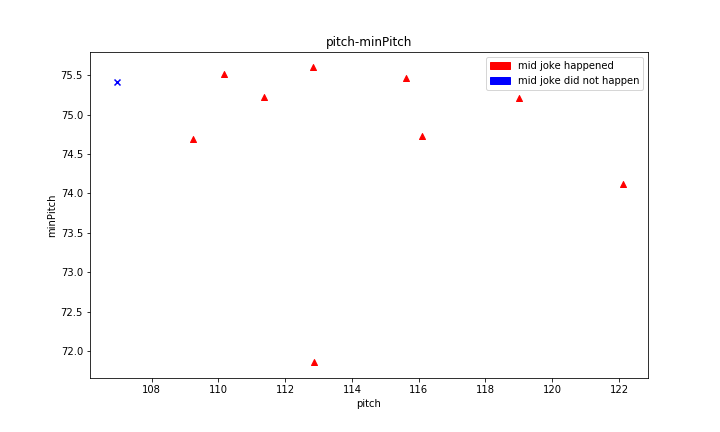 pitch-minPitch
mid joke happened
mid joke did not happen
75.5
75.0
74.5
74.0
73.5
73.0
72.5
72.0
minPitch
108 110 112 114 116 118 120 122
pitch